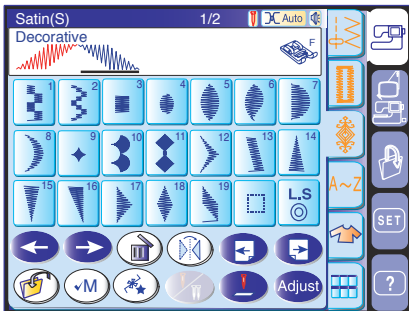 Satin(S) 1/2 Auto
Decorative F
1 2 3 4 5 6 7
8 9 10 11 12 13 14
15 16 17 18 19 L.S
A~Z
SET
✓M Adjust ?